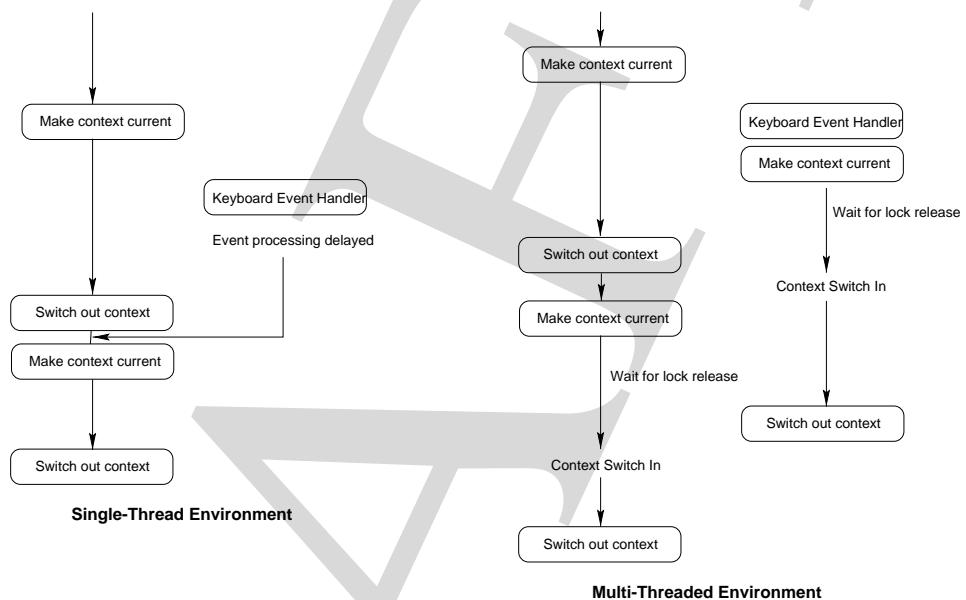 Make context current
Keyboard Event Handler
Event processing delayed
Switch out context
Make context current
Switch out context
Single-Thread Environment
Make context current
Switch out context
Make context current
Wait for lock release
Context Switch In
Switch out context
Keyboard Event Handler
Make context current
Wait for lock release
Context Switch In
Switch out context
Multi-Threaded Environment